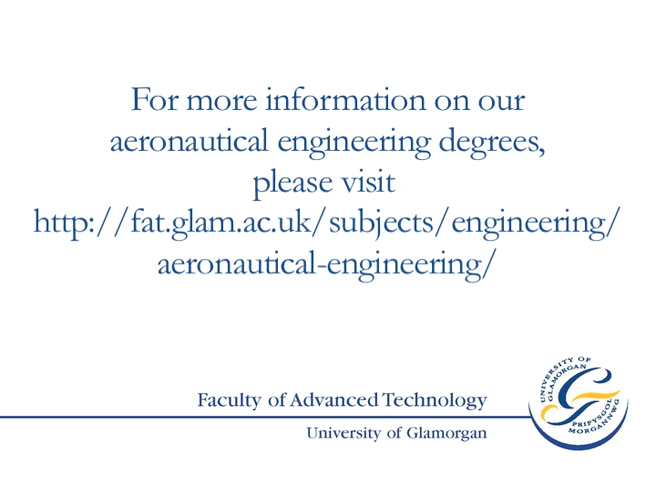 For more information on our
aeronautical engineering degrees,
please visit
http://fat.glam.ac.uk/subjects/engineering/
aeronautical-engineering/
Faculty of Advanced Technology
University of Glamorgan
UNIVERSITY OF
GLAMORGAN
PRIFYSGOL
MORGANNWG